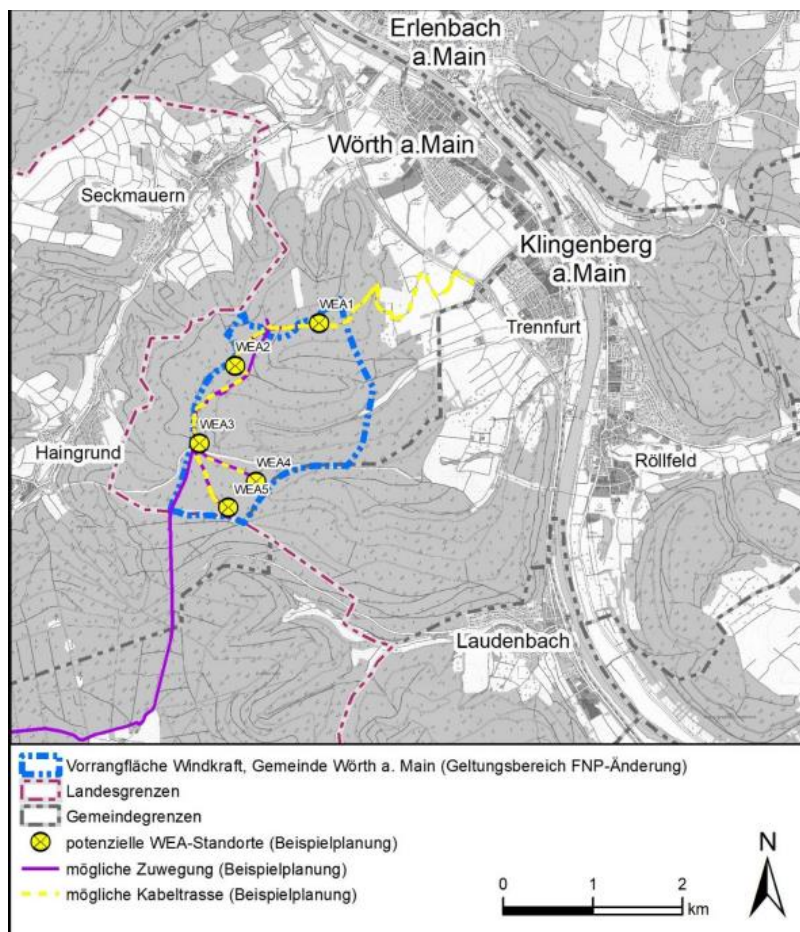 Erlenbach
a.Main
Wörth a.Main
Seckmauern
Klingenberg
a.Main
WEA1
Trennfurt
WEA2
WEA3
Haingrund
WEA4
Röllfeld
WEA5
Laudenbach
Vorrangfläche Windkraft, Gemeinde Wörth a. Main (Geltungsbereich FNP-Änderung)
Landesgrenzen
Gemeindegrenzen
potenzielle WEA-Standorte (Beispielplanung)
mögliche Zuwegung (Beispielplanung)
mögliche Kabeltrasse (Beispielplanung)
N
0 1 2
km